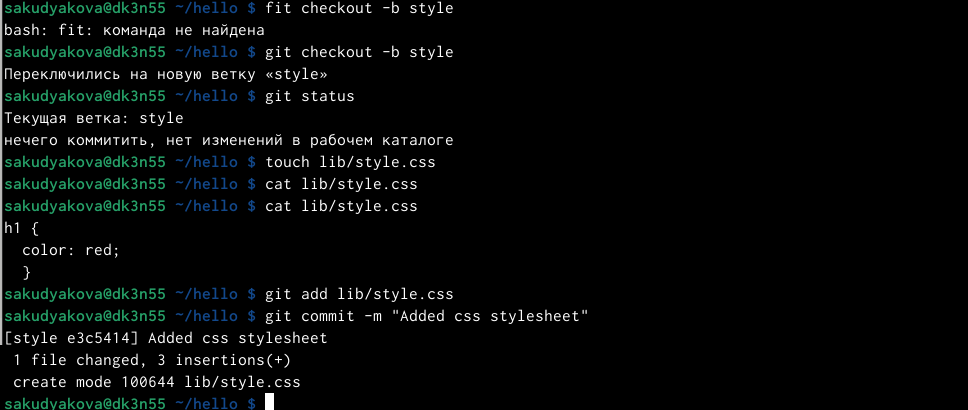 sakudyakova@dk3n55 ~/hello $ fit checkout -b style
bash: fit: команда не найдена
sakudyakova@dk3n55 ~/hello $ git checkout -b style
Переключились на новую ветку «style»
sakudyakova@dk3n55 ~/hello $ git status
Текущая ветка: style
нечего коммитить, нет изменений в рабочем каталоге
sakudyakova@dk3n55 ~/hello $ touch lib/style.css
sakudyakova@dk3n55 ~/hello $ cat lib/style.css
sakudyakova@dk3n55 ~/hello $ cat lib/style.css
h1 {
  color: red;
  }
sakudyakova@dk3n55 ~/hello $ git add lib/style.css
sakudyakova@dk3n55 ~/hello $ git commit -m "Added css stylesheet"
[style e3c5414] Added css stylesheet
 1 file changed, 3 insertions(+)
 create mode 100644 lib/style.css
sakudyakova@dk3n55 ~/hello $